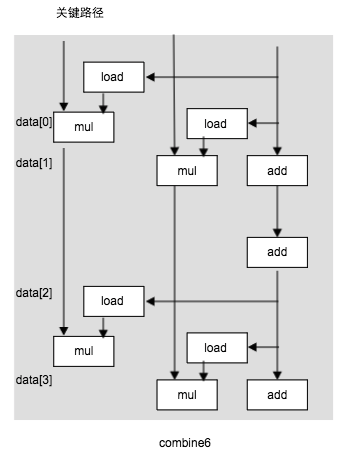 关键路径
load
load
data[0]
mul
data[1]
mul
add
add
data[2]
load
load
mul
data[3]
mul
add
combine6